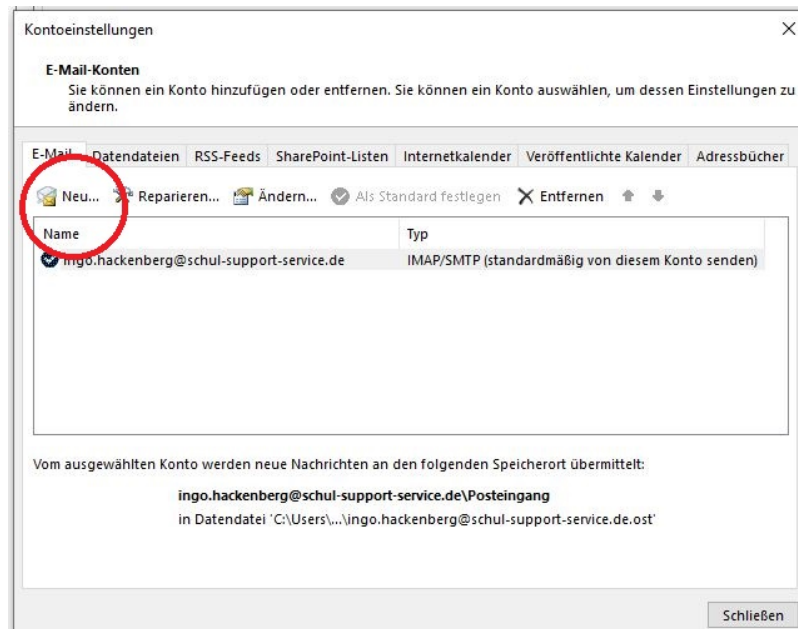 Kontoeinstellungen
E-Mail-Konten
Sie können ein Konto hinzufügen oder entfernen. Sie können ein Konto auswählen, um dessen Einstellungen zu
ändern.
E-Mail Datendateien RSS-Feeds SharePoint-Listen Internetkalender Veröffentlichte Kalender Adressbücher
Neu... Reparieren... Ändern... Als Standard festlegen Entfernen
Name Typ
ingo.hackenberg@schul-support-service.de IMAP/SMTP (standardmäßig von diesem Konto senden)
Vom ausgewählten Konto werden neue Nachrichten an den folgenden Speicherort übermittelt:
ingo.hackenberg@schul-support-service.de\Posteingang
in Datendatei 'C:\Users\...\ingo.hackenberg@schul-support-service.de.ost'
Schließen